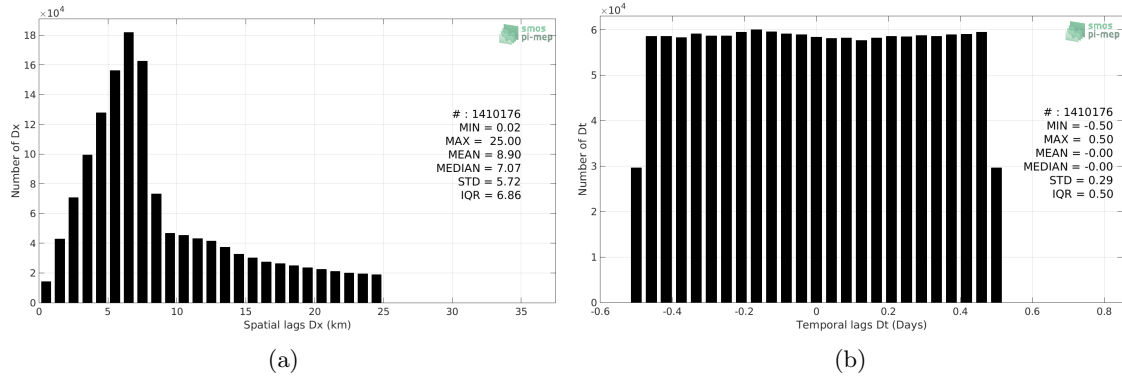 ×10⁴
smos
pi-mep
18
16
14
12
10
8
6
4
2
0
Number of Dx
# : 1410176
MIN = 0.02
MAX = 25.00
MEAN = 8.90
MEDIAN = 7.07
STD = 5.72
IQR = 6.86
0 5 10 15 20 25 30 35
Spatial lags Dx (km)
(a)
×10⁴
smos
pi-mep
6
5
4
3
2
1
0
Number of Dt
# : 1410176
MIN = -0.50
MAX = 0.50
MEAN = -0.00
MEDIAN = -0.00
STD = 0.29
IQR = 0.50
-0.6 -0.4 -0.2 0 0.2 0.4 0.6 0.8
Temporal lags Dt (Days)
(b)